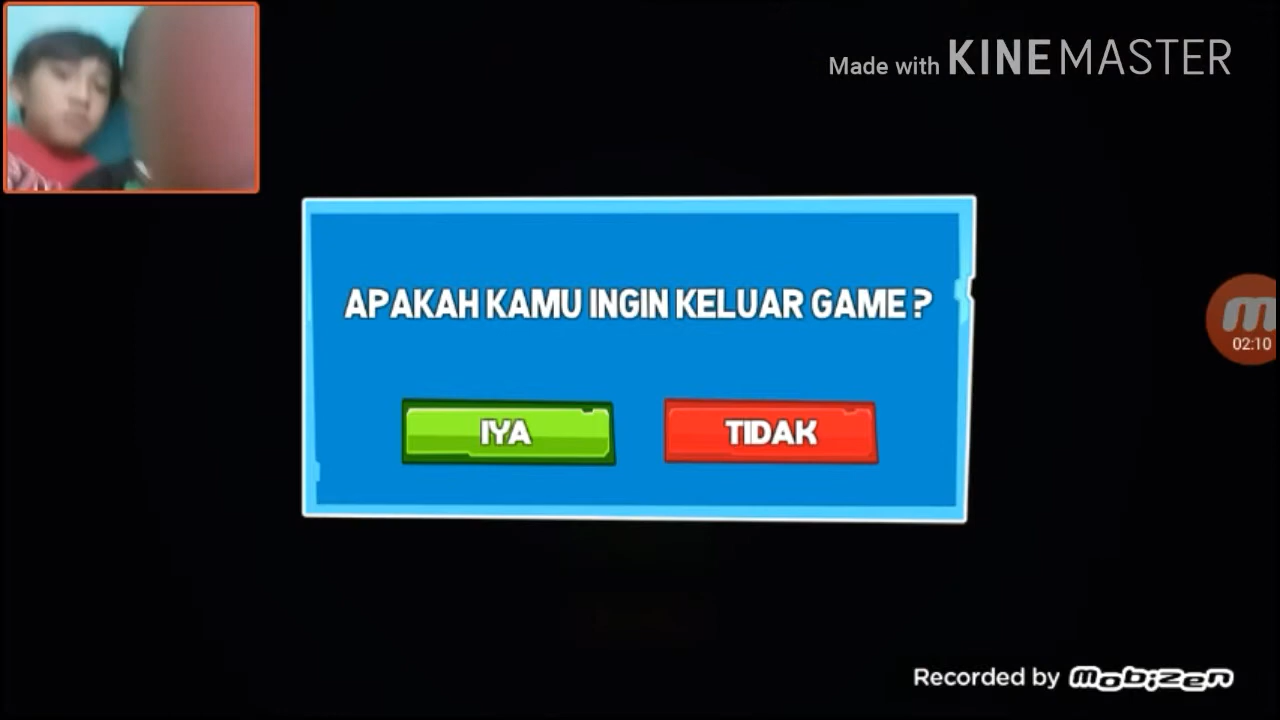 Made with KINEMASTER
APAKAH KAMU INGIN KELUAR GAME ?
IYA
TIDAK
02:10
Recorded by mobizen